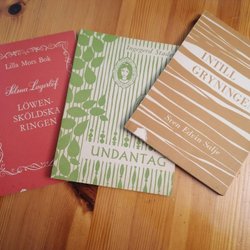 Lilla Mors Bok
Selma Lagerlöf
LÖWEN-
SKÖLDSKA
RINGEN
UNDANTAG
INTILL
GRYNINGEN
Sven Edvin Salje